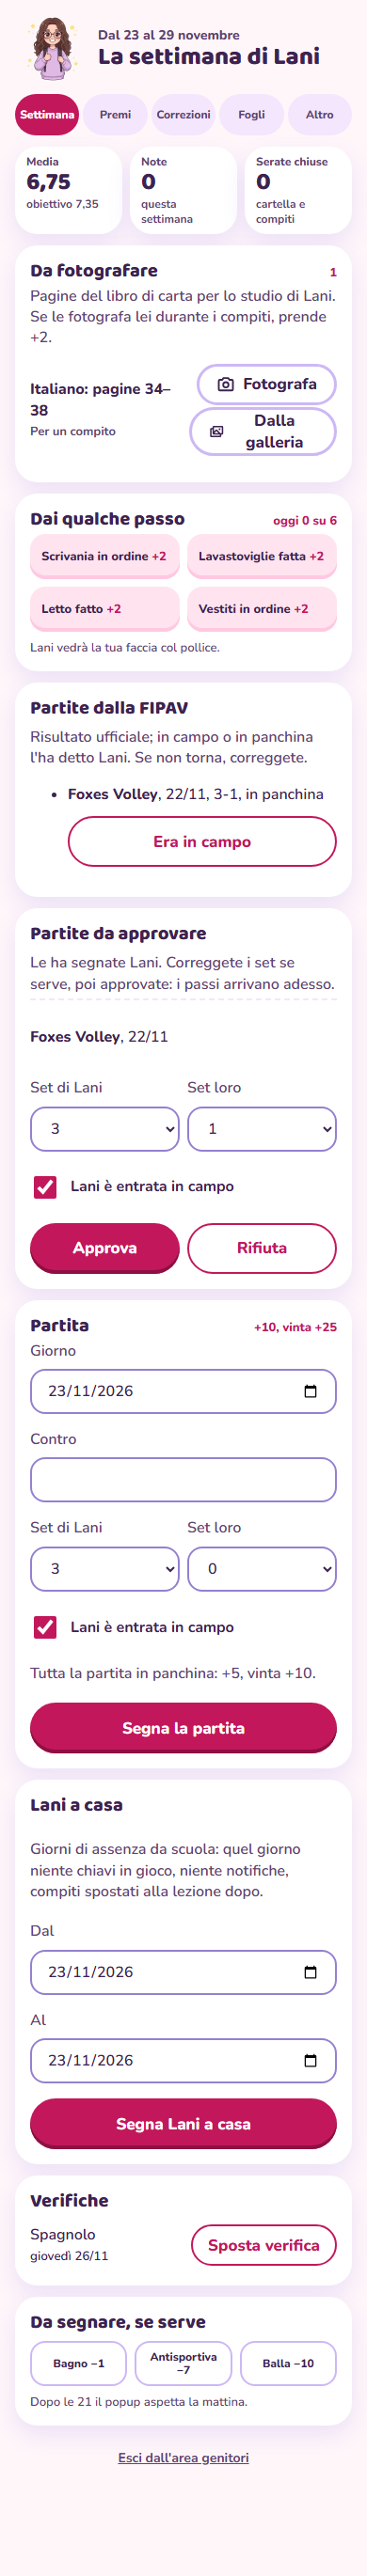 Dal 23 al 29 novembre
La settimana di Lani
Settimana
Premi
Correzioni
Fogli
Altro
Media
6,75
obiettivo 7,35
Note
0
questa
settimana
Serate chiuse
0
cartella e
compiti
Da fotografare
1
Pagine del libro di carta per lo studio di Lani.
Se le fotografa lei durante i compiti, prende
+2.
Italiano: pagine 34–
38
Per un compito
Fotografa
Dalla
galleria
Dai qualche passo
oggi 0 su 6
Scrivania in ordine +2
Lavastoviglie fatta +2
Letto fatto +2
Vestiti in ordine +2
Lani vedrà la tua faccia col pollice.
Partite dalla FIPAV
Risultato ufficiale; in campo o in panchina
l'ha detto Lani. Se non torna, correggete.
• Foxes Volley, 22/11, 3-1, in panchina
Era in campo
Partite da approvare
Le ha segnate Lani. Correggete i set se
serve, poi approvate: i passi arrivano adesso.
Foxes Volley, 22/11
Set di Lani
Set loro
3
1
Lani è entrata in campo
Approva
Rifiuta
Partita
+10, vinta +25
Giorno
23/11/2026
Contro
Set di Lani
Set loro
3
0
Lani è entrata in campo
Tutta la partita in panchina: +5, vinta +10.
Segna la partita
Lani a casa
Giorni di assenza da scuola: quel giorno
niente chiavi in gioco, niente notifiche,
compiti spostati alla lezione dopo.
Dal
23/11/2026
Al
23/11/2026
Segna Lani a casa
Verifiche
Spagnolo
giovedì 26/11
Sposta verifica
Da segnare, se serve
Bagno −1
Antisportiva
−7
Balla −10
Dopo le 21 il popup aspetta la mattina.
Esci dall'area genitori